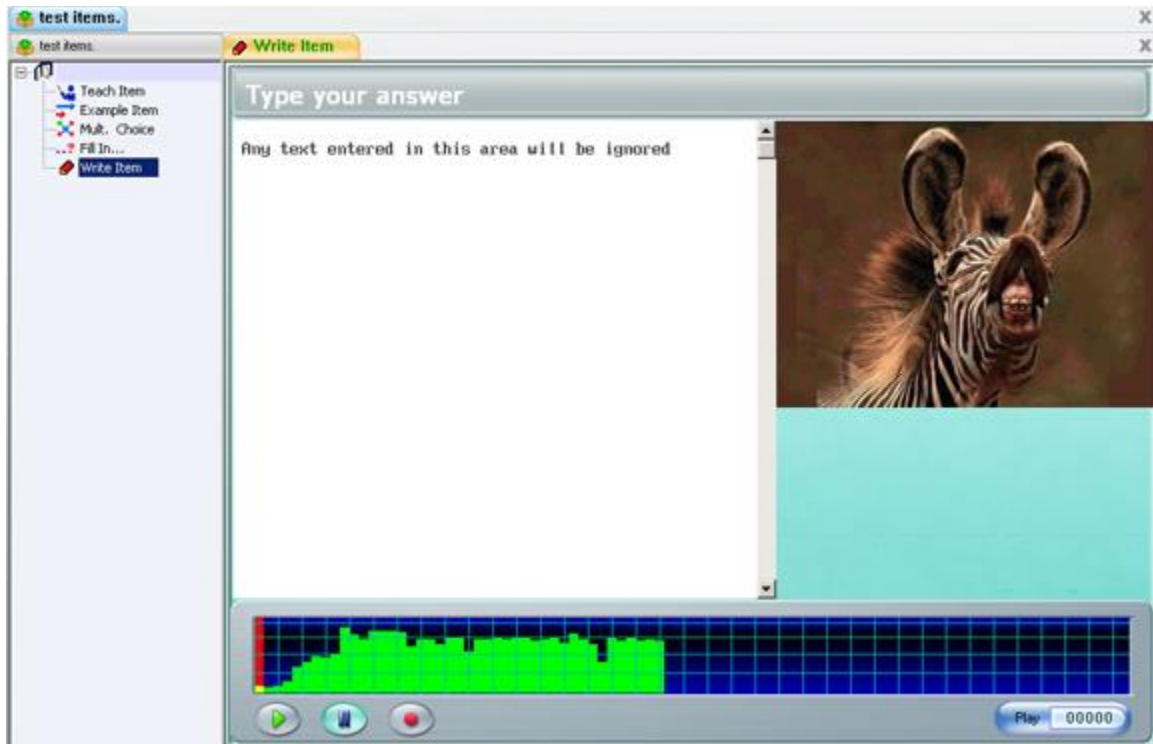 test items.
test items.
Write Item
Teach Item
Example Item
Mult. Choice
Fill In...
Write Item
Type your answer
Any text entered in this area will be ignored
Play 00000